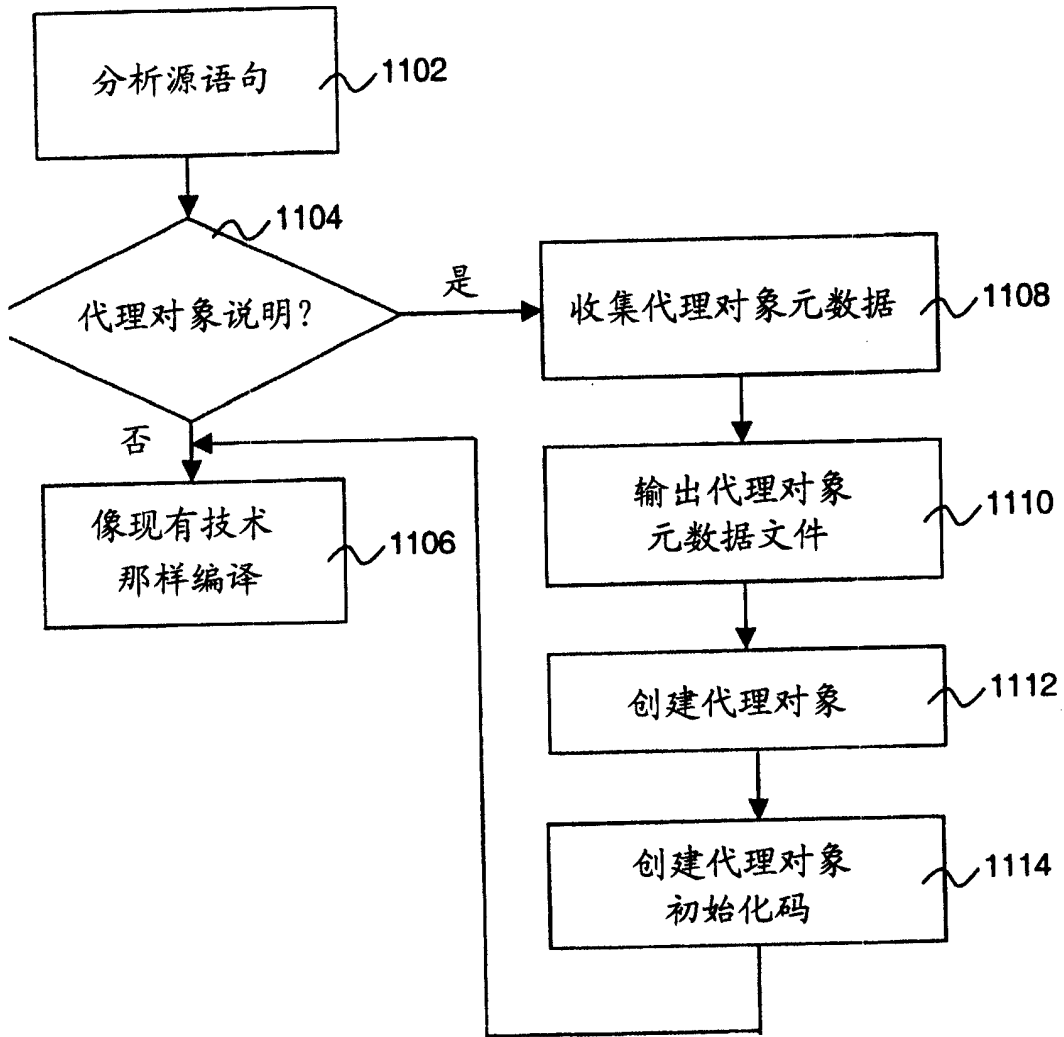 分析源语句
1102
1104
代理对象说明?
是
收集代理对象元数据
1108
否
输出代理对象
元数据文件
1110
像现有技术
那样编译
1106
创建代理对象
1112
创建代理对象
初始化码
1114